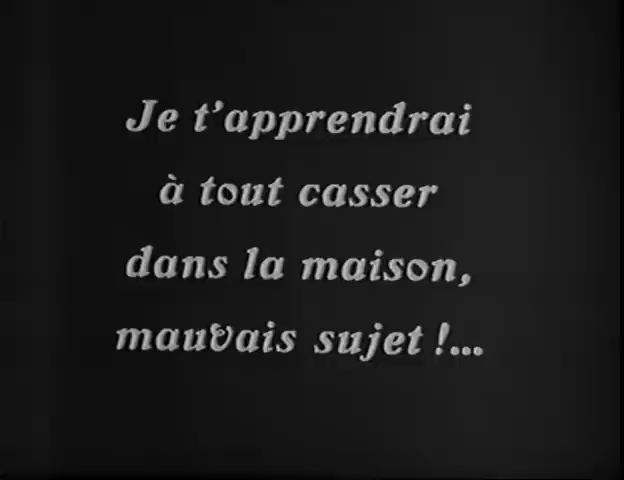 Je t'apprendrai
à tout casser
dans la maison,
mauvais sujet !...